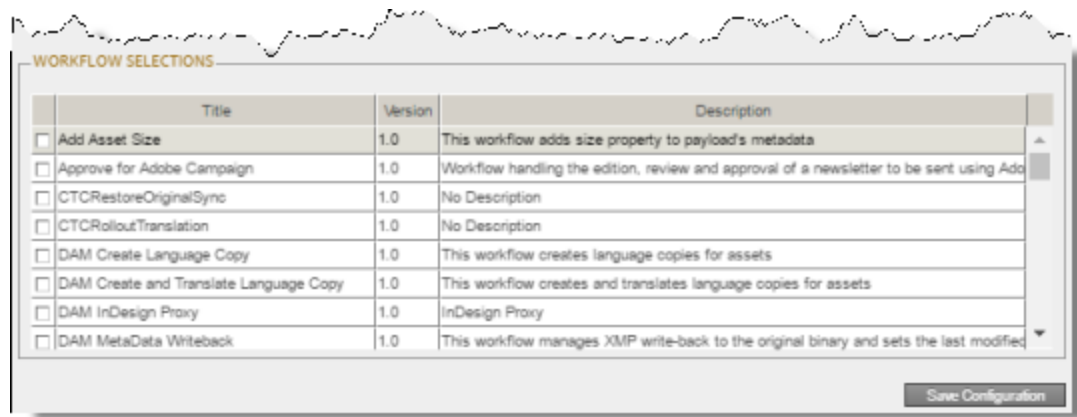 WORKFLOW SELECTIONS
Title Version Description
Add Asset Size 1.0 This workflow adds size property to payload's metadata
Approve for Adobe Campaign 1.0 Workflow handling the edition, review and approval of a newsletter to be sent using Ado
CTCRestoreOriginalSync 1.0 No Description
CTCRolloutTranslation 1.0 No Description
DAM Create Language Copy 1.0 This workflow creates language copies for assets
DAM Create and Translate Language Copy 1.0 This workflow creates and translates language copies for assets
DAM InDesign Proxy 1.0 InDesign Proxy
DAM MetaData Writeback 1.0 This workflow manages XMP write-back to the original binary and sets the last modified
Save Configuration